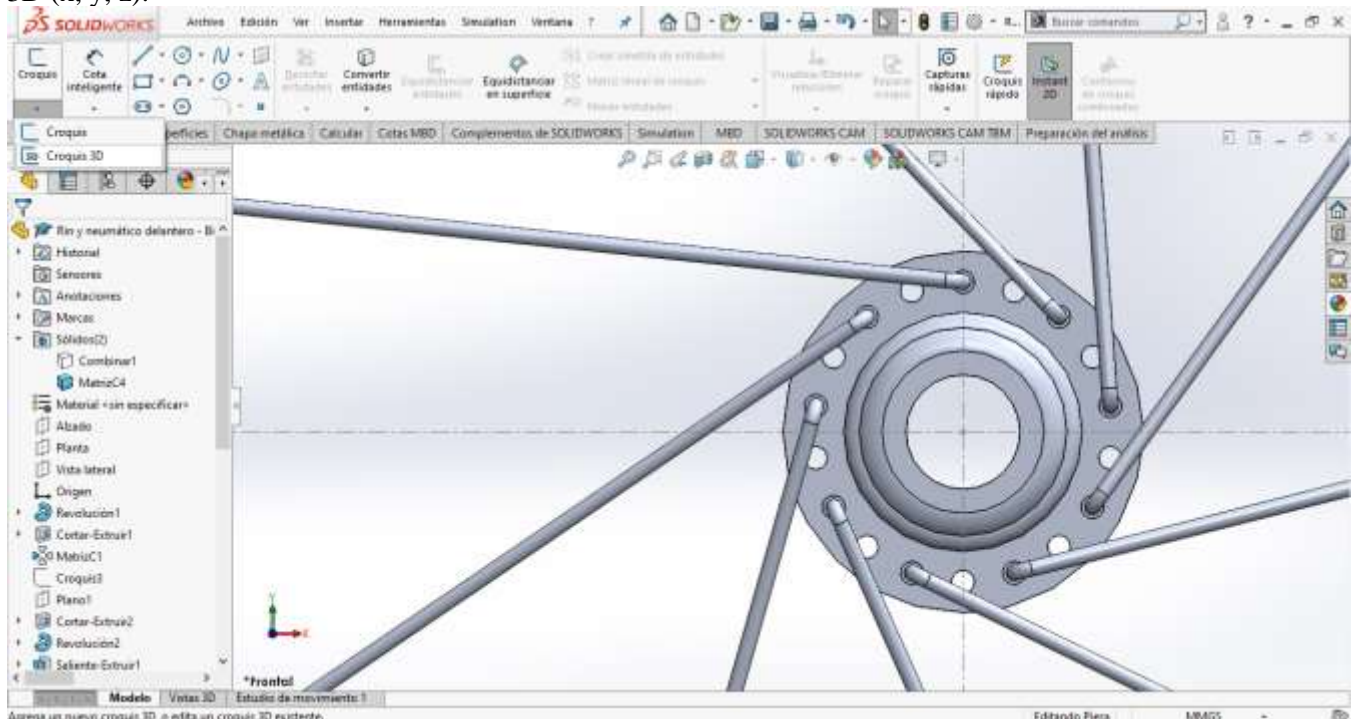 3D (x, y, z).
SOLIDWORKS Archivo Edición Ver Insertar Herramientas Simulation Ventana ?
Croquis Cota inteligente Convertir entidades Equidistanciar en superficie Capturas rápidas Croquis rápido Instant 2D
Croquis
Croquis 3D
Chapa metálica Calcular Cotas MBD Complementos de SOLIDWORKS Simulation MBD SOLIDWORKS CAM SOLIDWORKS CAM TBM Preparación del análisis
Rin y neumático delantero - Bi
Historial
Sensores
Anotaciones
Marcas
Sólidos(2)
Combinar1
MatrizC4
Material <sin especificar>
Alzado
Planta
Vista lateral
Origen
Revolución1
Cortar-Extruir1
MatrizC1
Croquis3
Plano1
Cortar-Extruir2
Revolución2
Saliente-Extruir1
Y
X
*Frontal
Modelo Vistas 3D Estudio de movimiento 1
Agrega un nuevo croquis 3D, o edita un croquis 3D existente. Editando Pieza MMGS